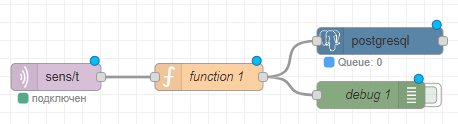 postgresql
Queue: 0
sens/t
function 1
подключен
debug 1